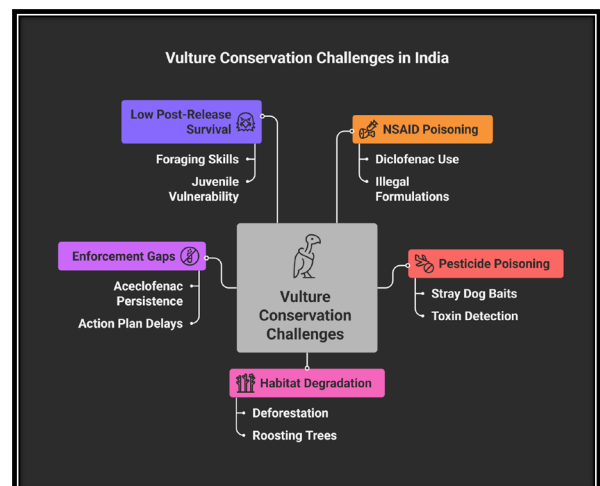 Vulture Conservation Challenges in India
Low Post-Release
Survival
Foraging Skills
Juvenile
Vulnerability
NSAID Poisoning
Diclofenac Use
Illegal
Formulations
Enforcement Gaps
Aceclofenac
Persistence
Action Plan Delays
Vulture
Conservation
Challenges
Pesticide Poisoning
Stray Dog Baits
Toxin Detection
Habitat Degradation
Deforestation
Roosting Trees